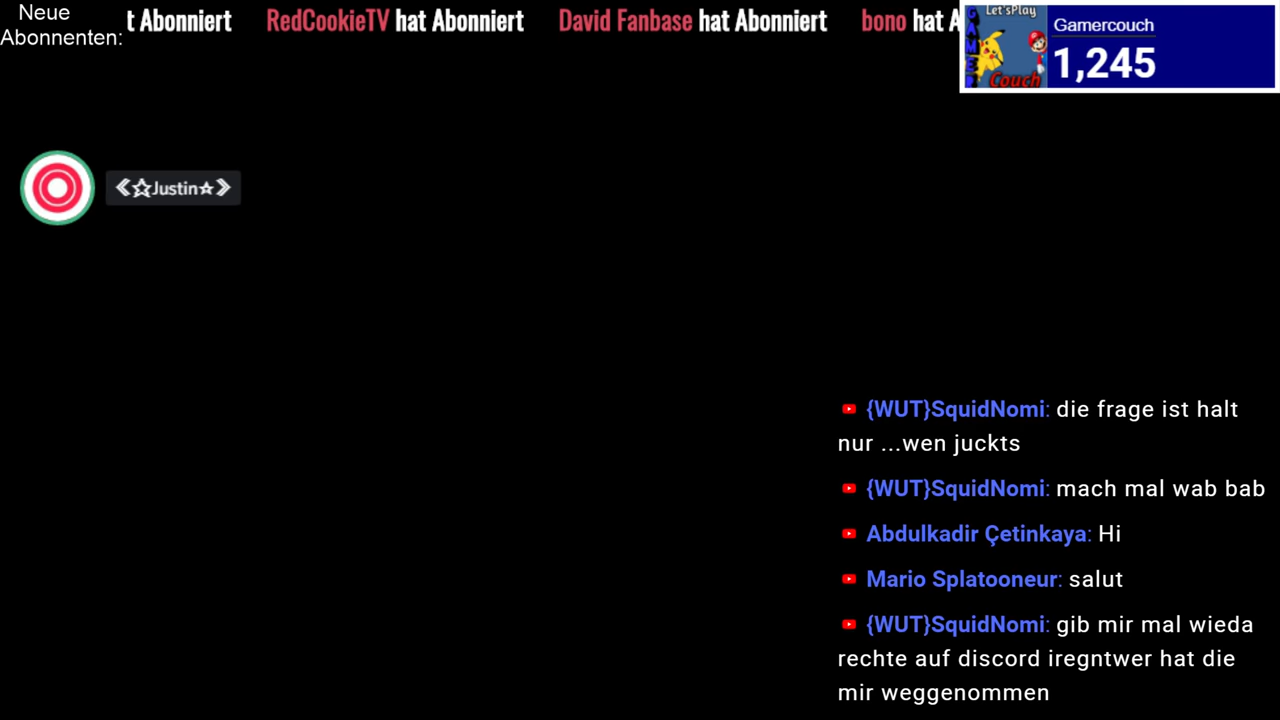 Neue
Abonnenten:
t Abonniert RedCookieTV hat Abonniert David Fanbase hat Abonniert bono hat A
Let'sPlay
GAMER
Couch
Gamercouch
1,245
《☆Justin☆》
{WUT}SquidNomi: die frage ist halt
nur ...wen juckts
{WUT}SquidNomi: mach mal wab bab
Abdulkadir Çetinkaya: Hi
Mario Splatooneur: salut
{WUT}SquidNomi: gib mir mal wieda
rechte auf discord iregntwer hat die
mir weggenommen